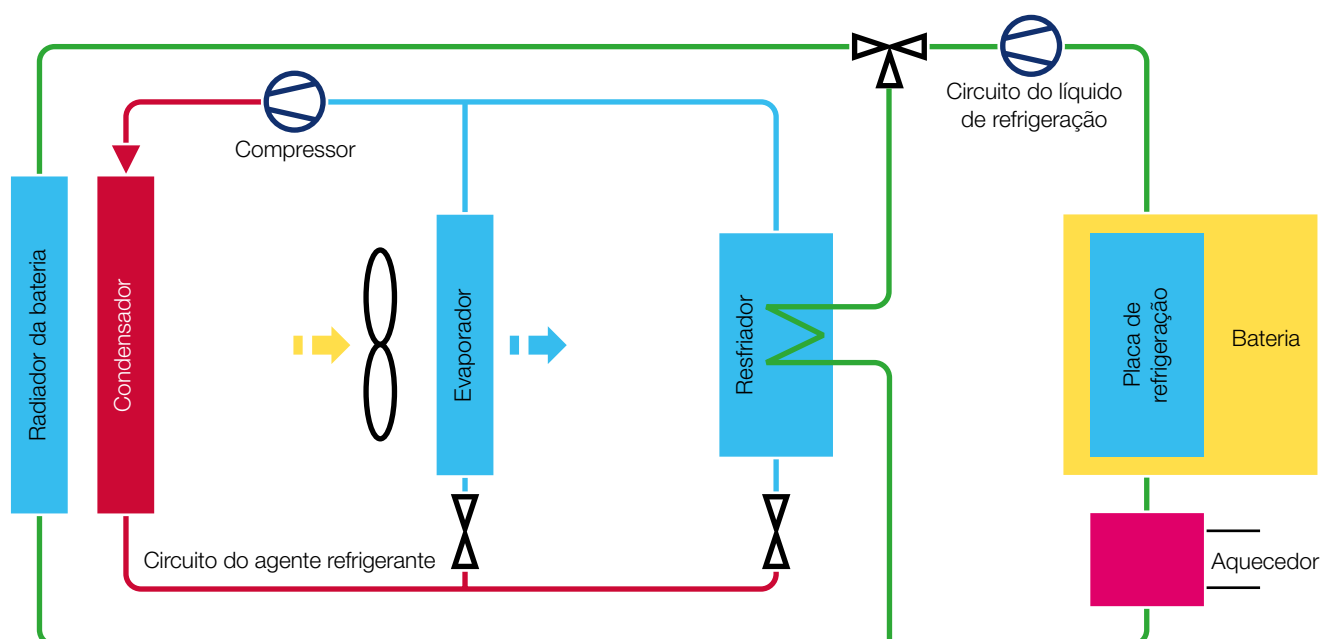 Circuito do líquido
de refrigeração
Compressor
Radiador da bateria
Condensador
Evaporador
Resfriador
Placa de
refrigeração
Bateria
Circuito do agente refrigerante
Aquecedor